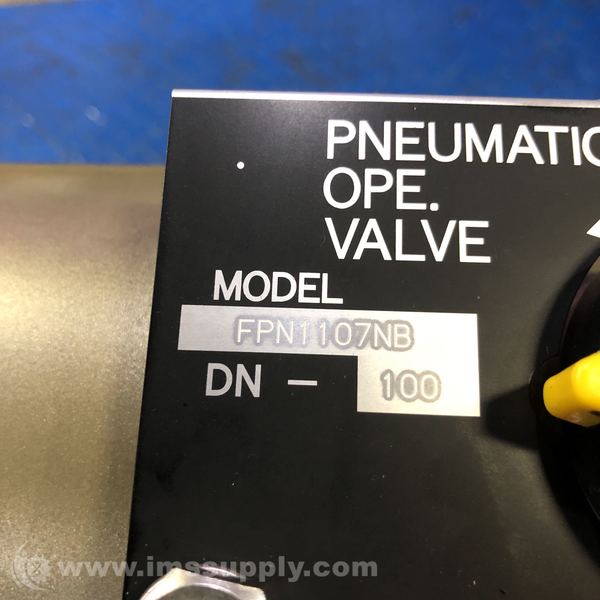 PNEUMATIC
OPE.
VALVE
MODEL
FPN1107NB
DN – 100
www.imssupply.com